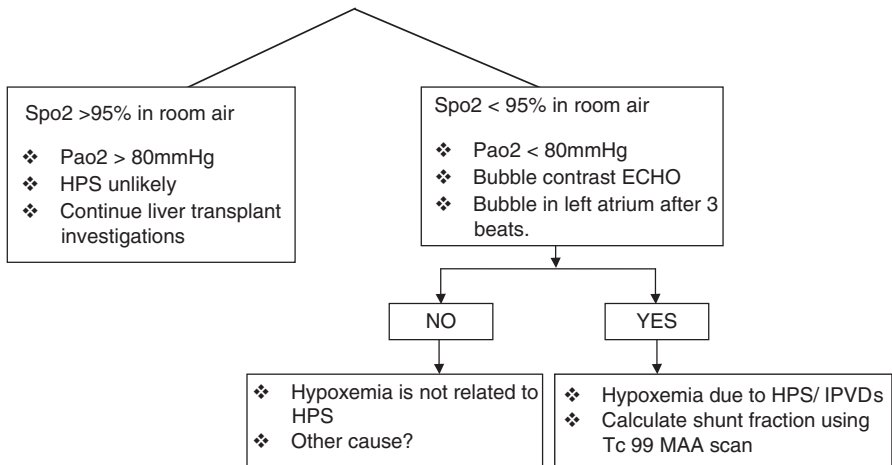 Spo2 >95% in room air
❖ Pao2 > 80mmHg
❖ HPS unlikely
❖ Continue liver transplant
investigations
Spo2 < 95% in room air
❖ Pao2 < 80mmHg
❖ Bubble contrast ECHO
❖ Bubble in left atrium after 3
beats.
NO
YES
❖ Hypoxemia is not related to
HPS
❖ Other cause?
❖ Hypoxemia due to HPS/ IPVDs
❖ Calculate shunt fraction using
Tc 99 MAA scan